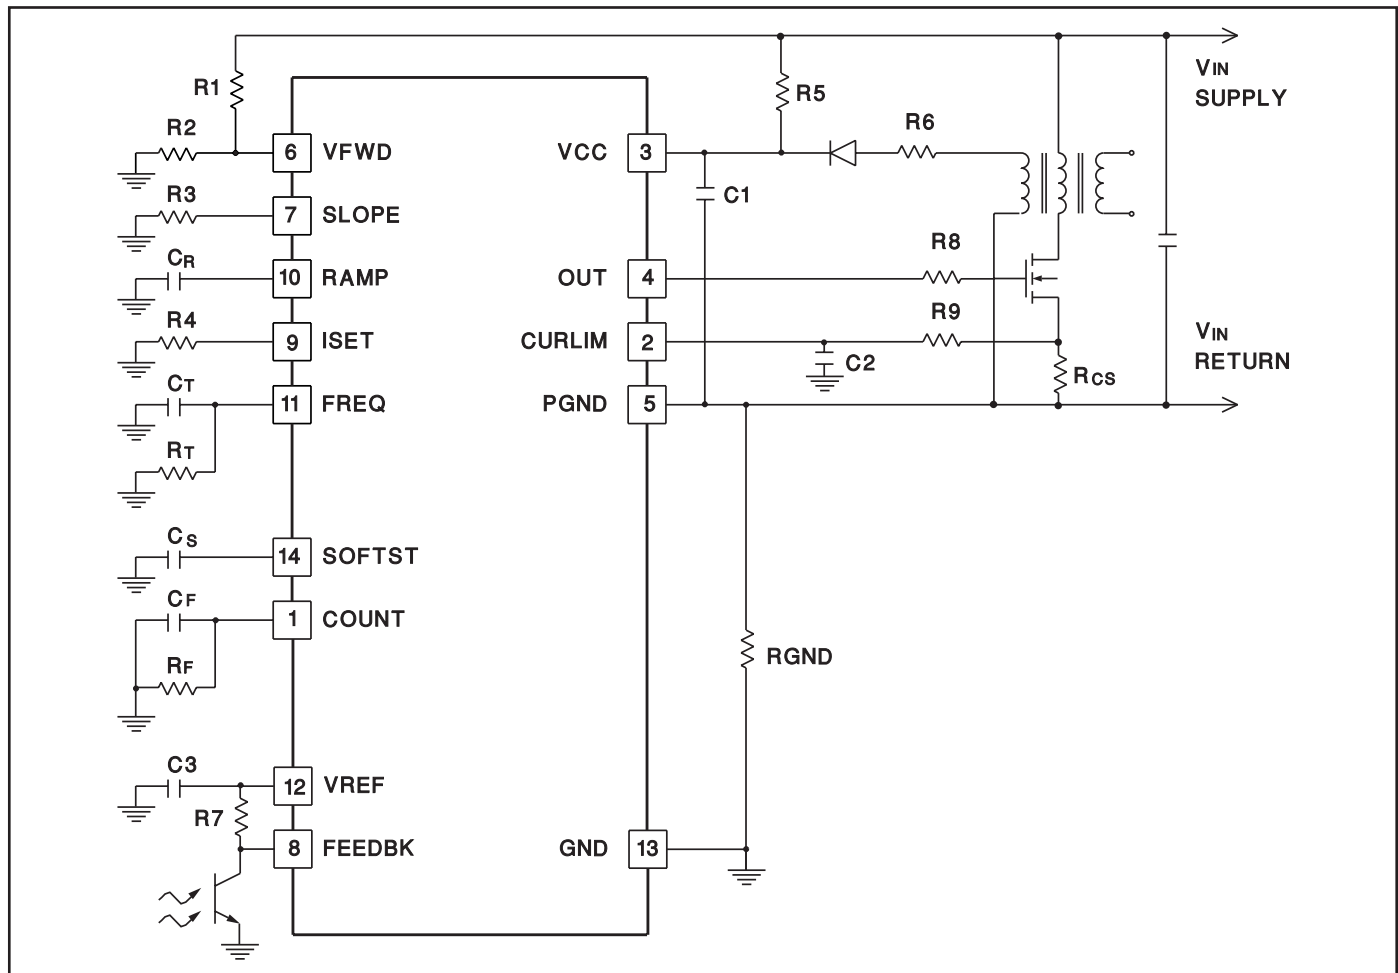 R1
R2
6 VFWD
R3
7 SLOPE
CR
10 RAMP
R4
9 ISET
CT
11 FREQ
RT
CS
14 SOFTST
CF
1 COUNT
RF
C3
12 VREF
R7
8 FEEDBK
VCC 3
OUT 4
CURLIM 2
PGND 5
GND 13
R5
R6
C1
R8
R9
C2
RCS
RGND
VIN
SUPPLY
VIN
RETURN